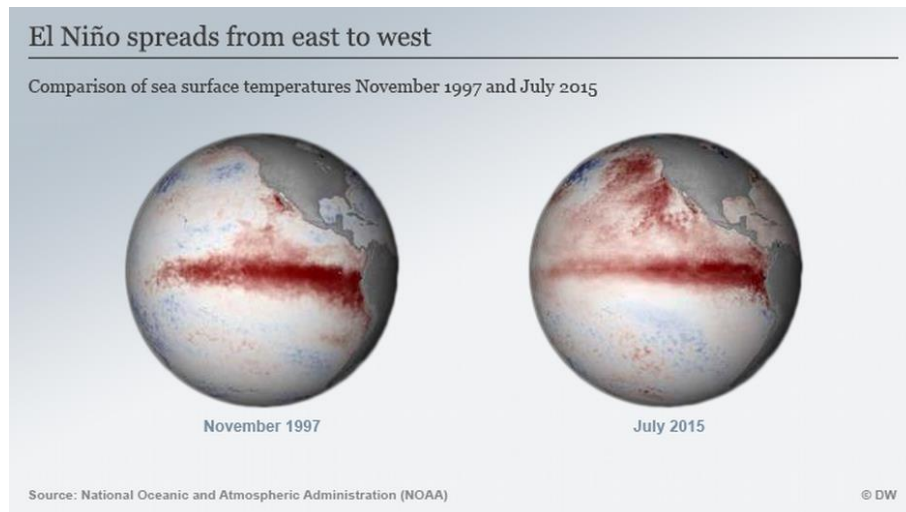 El Niño spreads from east to west
Comparison of sea surface temperatures November 1997 and July 2015
November 1997
July 2015
Source: National Oceanic and Atmospheric Administration (NOAA)
© DW